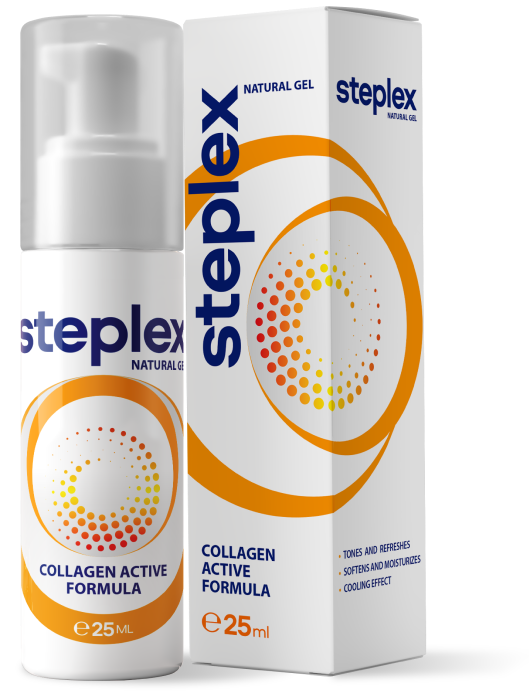 steplex
NATURAL GEL
COLLAGEN ACTIVE
FORMULA
℮25ML
steplex
NATURAL GEL
COLLAGEN
ACTIVE
FORMULA
℮25ml
steplex
NATURAL GEL
• TONES AND REFRESHES
• SOFTENS AND MOISTURIZES
• COOLING EFFECT